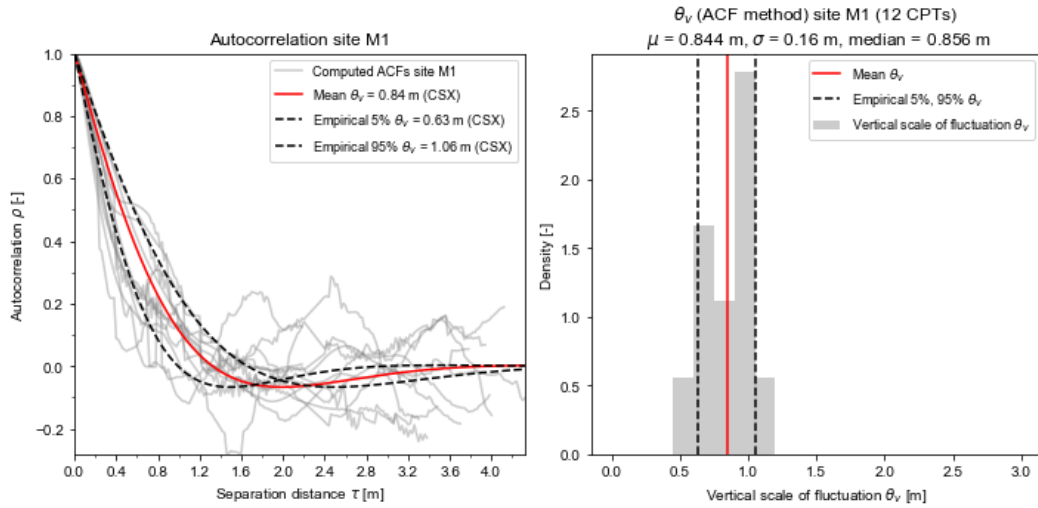 Autocorrelation site M1
1.0
0.8
0.6
0.4
0.2
0.0
−0.2
Autocorrelation ρ [-]
Computed ACFs site M1
Mean θv = 0.84 m (CSX)
Empirical 5% θv = 0.63 m (CSX)
Empirical 95% θv = 1.06 m (CSX)
0.0 0.4 0.8 1.2 1.6 2.0 2.4 2.8 3.2 3.6 4.0
Separation distance τ [m]
θv (ACF method) site M1 (12 CPTs)
μ = 0.844 m, σ = 0.16 m, median = 0.856 m
2.5
2.0
1.5
1.0
0.5
0.0
Density [-]
Mean θv
Empirical 5%, 95% θv
Vertical scale of fluctuation θv
0.0 0.5 1.0 1.5 2.0 2.5 3.0
Vertical scale of fluctuation θv [m]